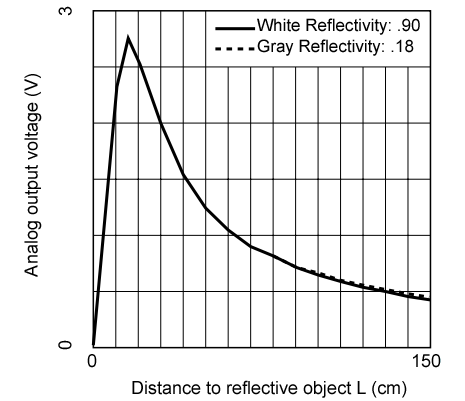 3
White Reflectivity: .90
Gray Reflectivity: .18
Analog output voltage (V)
0
0
150
Distance to reflective object L (cm)